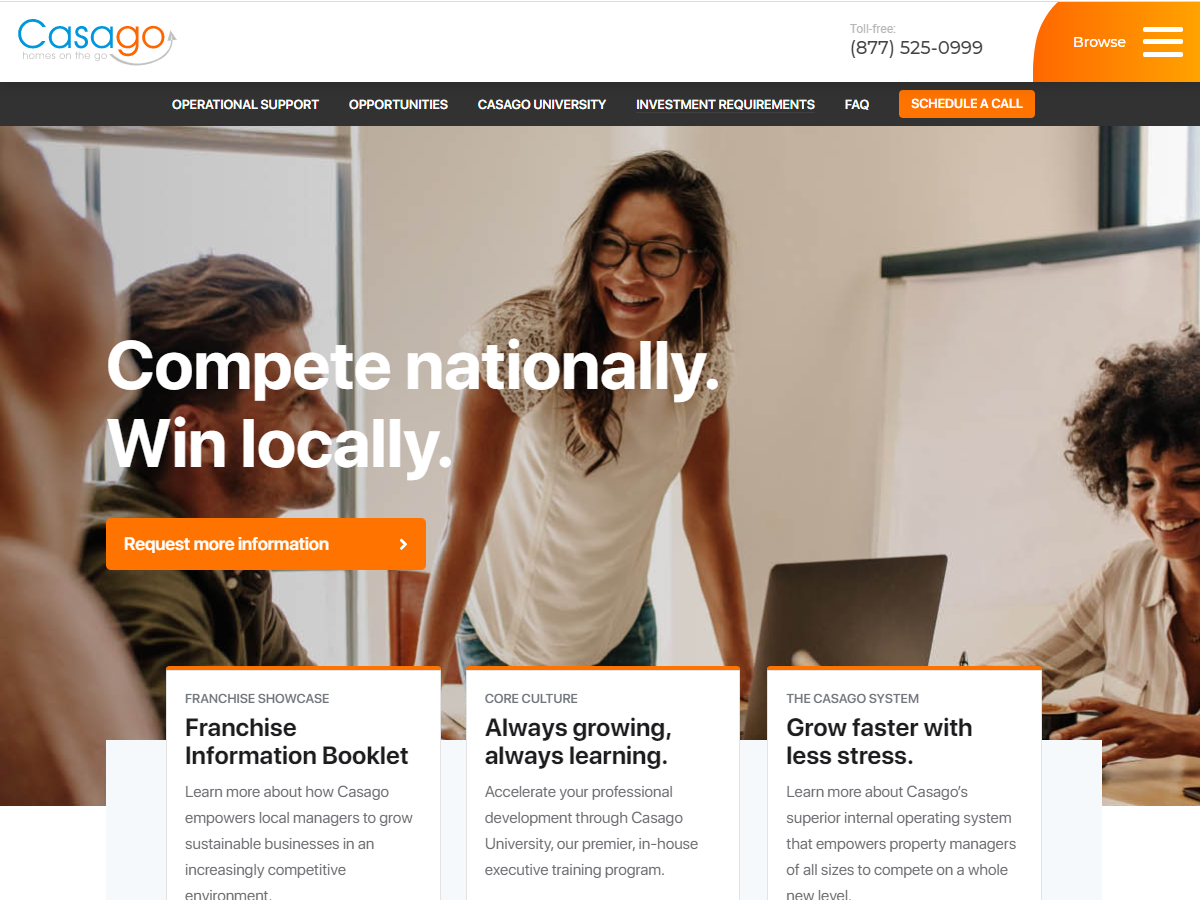 Casago
homes on the go
Toll-free:
(877) 525-0999
Browse
OPERATIONAL SUPPORT OPPORTUNITIES CASAGO UNIVERSITY INVESTMENT REQUIREMENTS FAQ SCHEDULE A CALL
Compete nationally.
Win locally.
Request more information
FRANCHISE SHOWCASE
Franchise
Information Booklet
Learn more about how Casago
empowers local managers to grow
sustainable businesses in an
increasingly competitive
environment.
CORE CULTURE
Always growing,
always learning.
Accelerate your professional
development through Casago
University, our premier, in-house
executive training program.
THE CASAGO SYSTEM
Grow faster with
less stress.
Learn more about Casago’s
superior internal operating system
that empowers property managers
of all sizes to compete on a whole
new level.